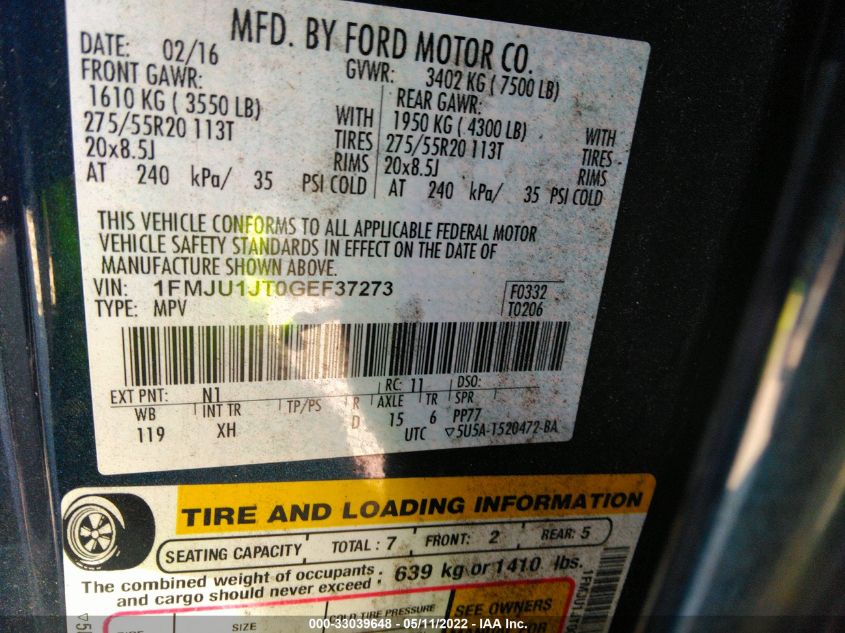 MFD. BY FORD MOTOR CO.
DATE: 02/16 GVWR: 3402 KG ( 7500 LB)
FRONT GAWR: REAR GAWR:
1610 KG ( 3550 LB) WITH 1950 KG ( 4300 LB) WITH
275/55R20 113T TIRES 275/55R20 113T TIRES
20x8.5J RIMS 20x8.5J RIMS
AT 240 kPa/ 35 PSI COLD AT 240 kPa/ 35 PSI COLD
THIS VEHICLE CONFORMS TO ALL APPLICABLE FEDERAL MOTOR
VEHICLE SAFETY STANDARDS IN EFFECT ON THE DATE OF
MANUFACTURE SHOWN ABOVE.
VIN: 1FMJU1JT0GEF37273 F0332
TYPE: MPV T0206
EXT PNT: N1 RC: 11 DSO:
WB INT TR TP/PS R AXLE TR SPR
119 XH D 15 6 PP77
UTC ▽5U5A-1520472-BA
TIRE AND LOADING INFORMATION
SEATING CAPACITY TOTAL : 7 FRONT: 2 REAR: 5
The combined weight of occupants and cargo should never exceed : 639 kg or 1410 lbs.
SIZE COLD TIRE PRESSURE SEE OWNERS
000-33039648 - 05/11/2022 - IAA, Inc.